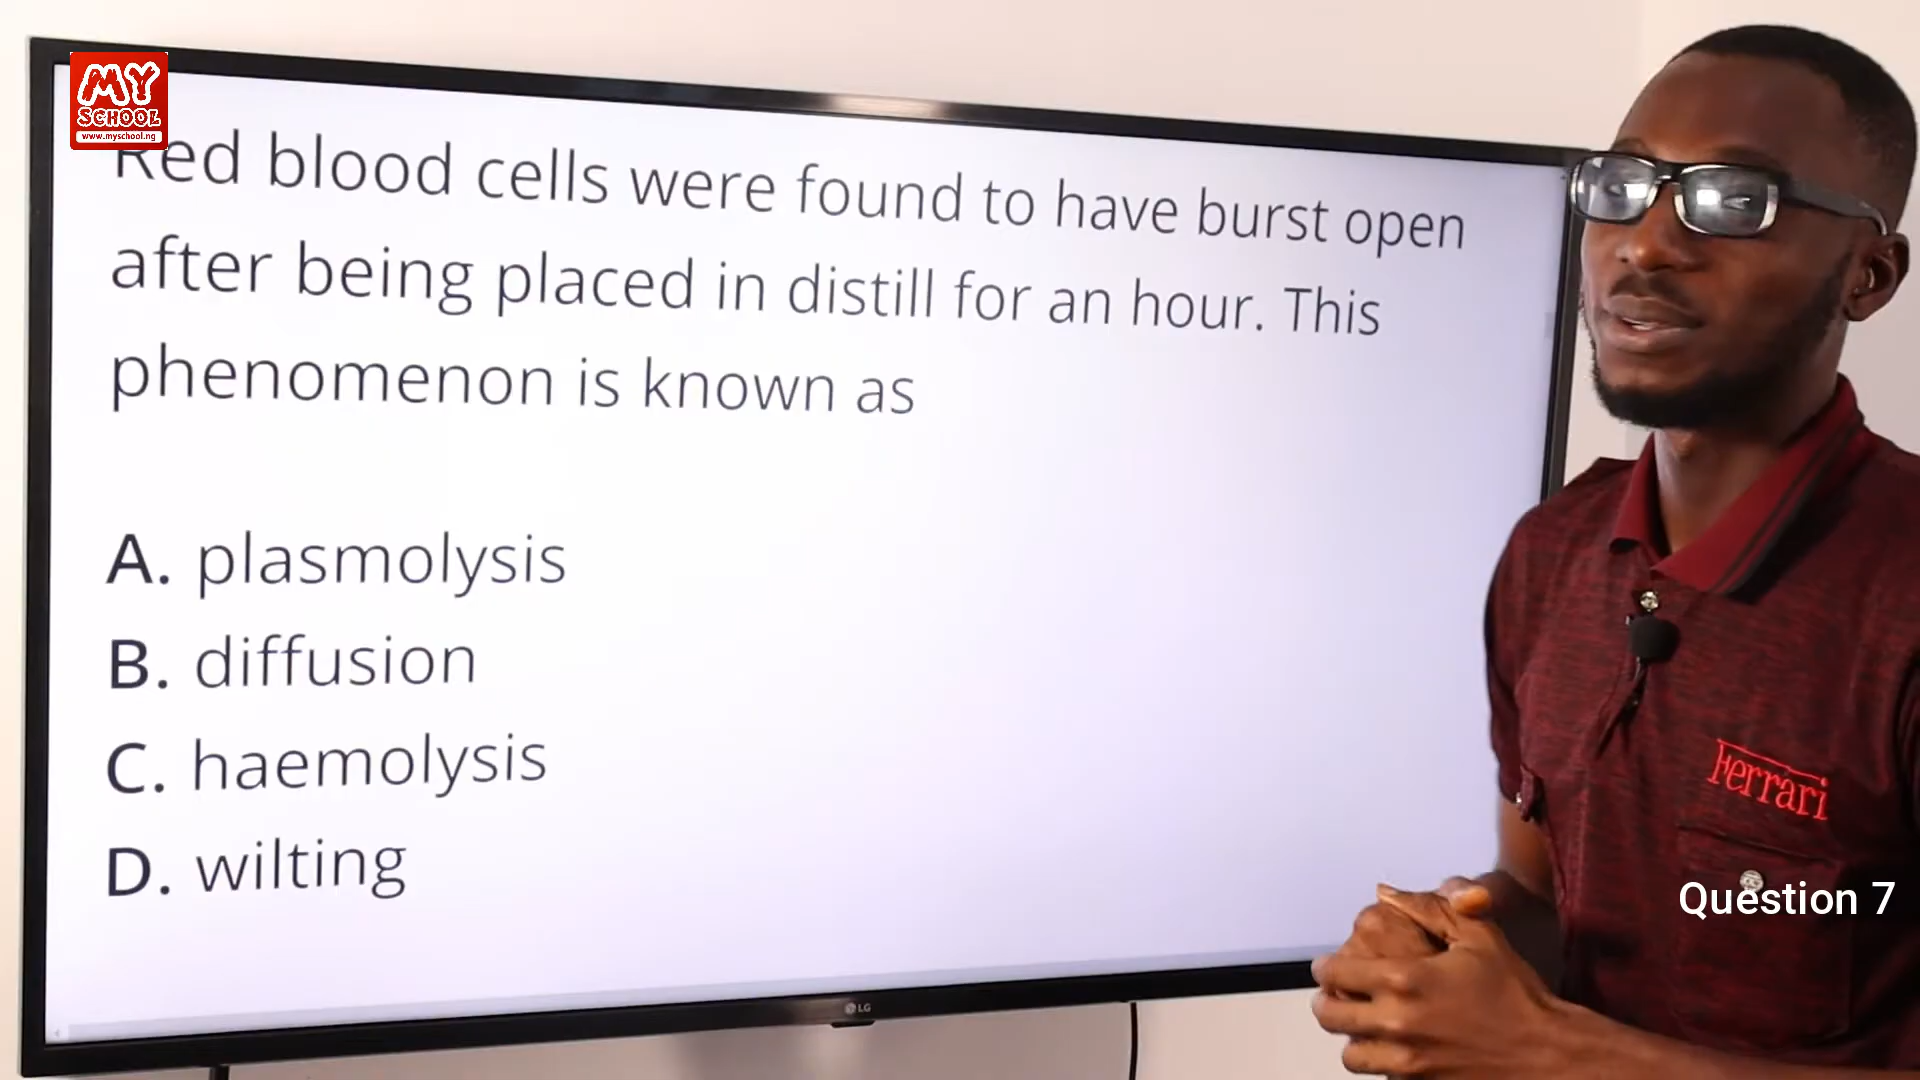 MY
SCHOOL
www.myschool.ng
Red blood cells were found to have burst open
after being placed in distill for an hour. This
phenomenon is known as
A. plasmolysis
B. diffusion
C. haemolysis
D. wilting
LG
Ferrari
Question 7